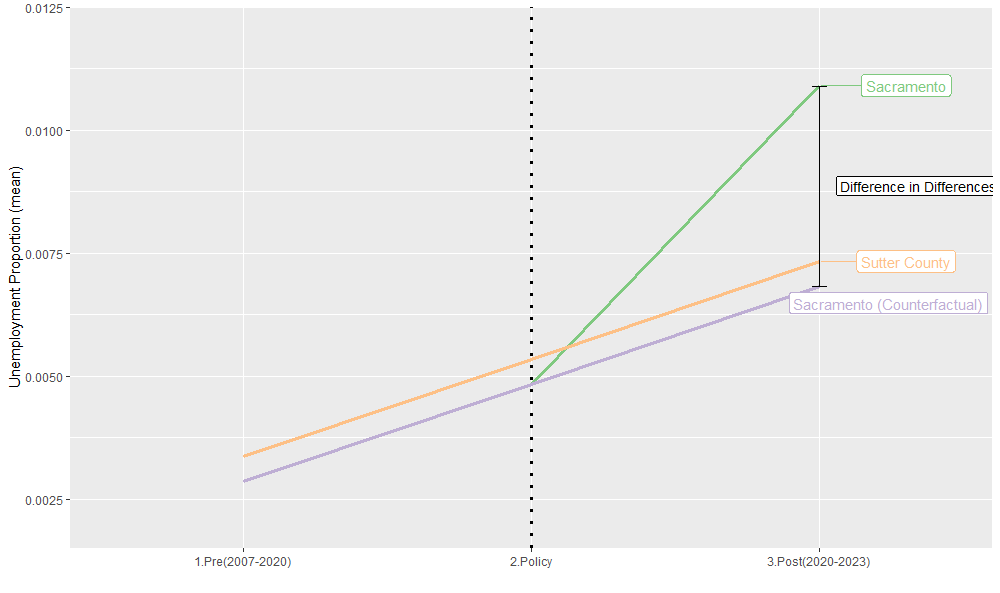 0.0125
Sacramento
0.0100
Difference in Differences
0.0075
Sutter County
Sacramento (Counterfactual)
0.0050
0.0025
Unemployment Proportion (mean)
1.Pre(2007-2020)
2.Policy
3.Post(2020-2023)